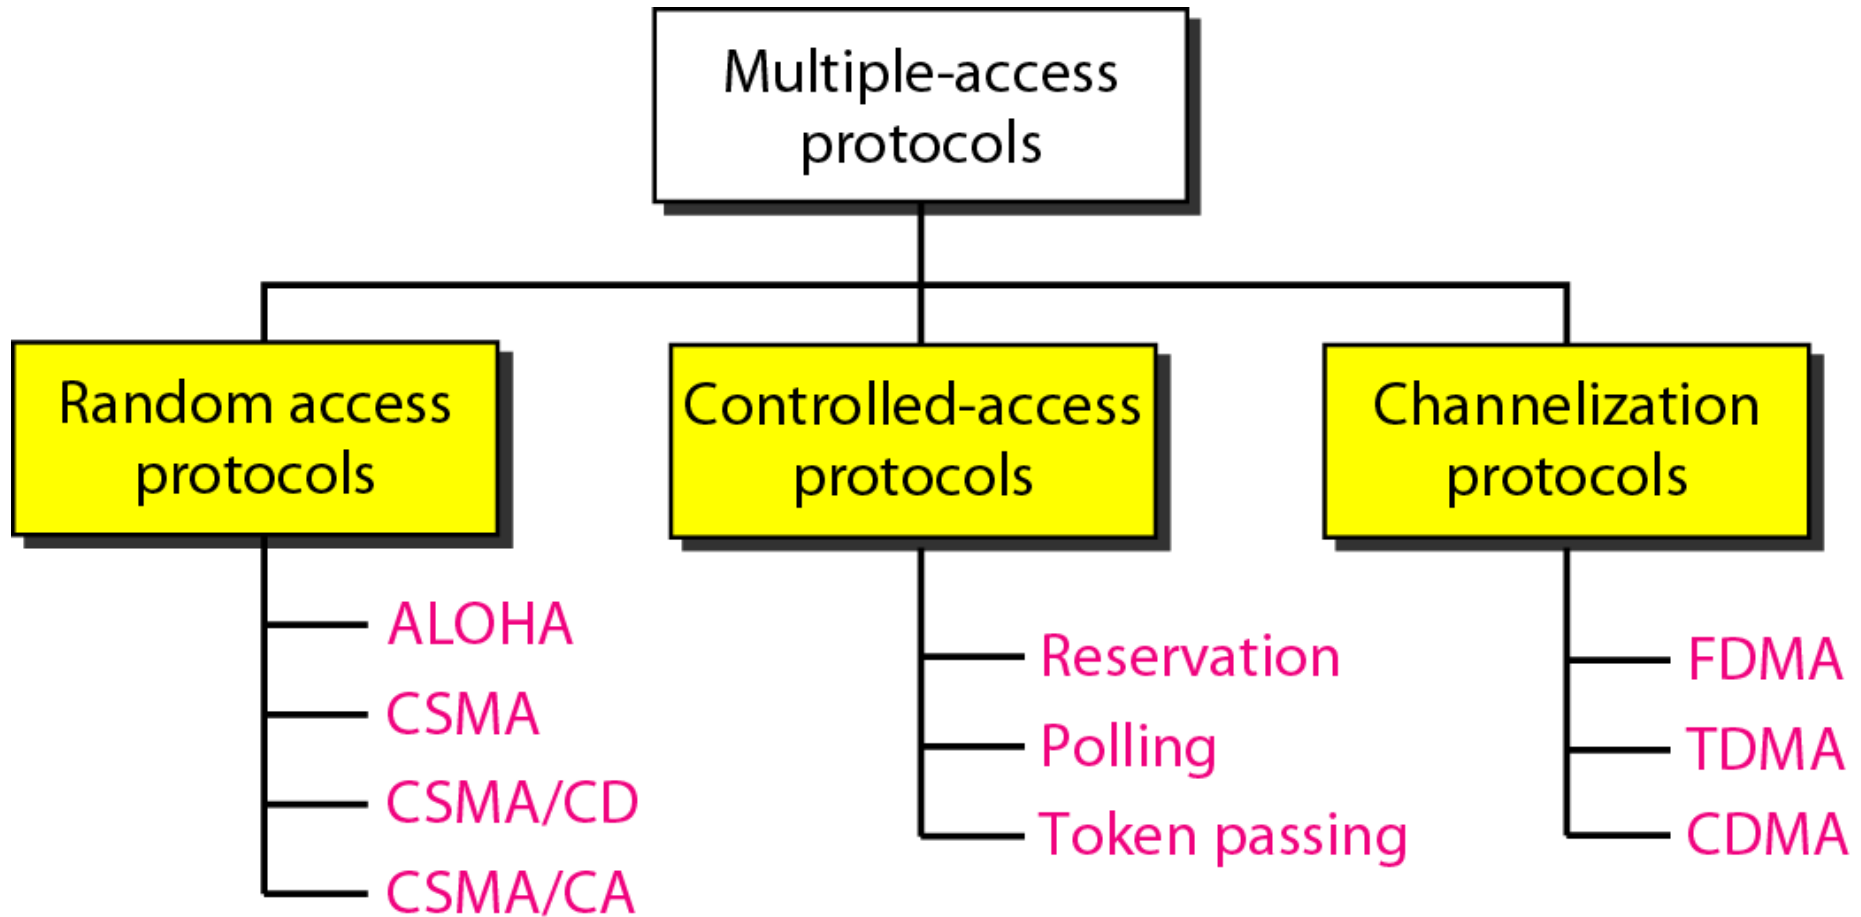 Multiple-access
protocols
Random access
protocols
Controlled-access
protocols
Channelization
protocols
ALOHA
CSMA
CSMA/CD
CSMA/CA
Reservation
Polling
Token passing
FDMA
TDMA
CDMA